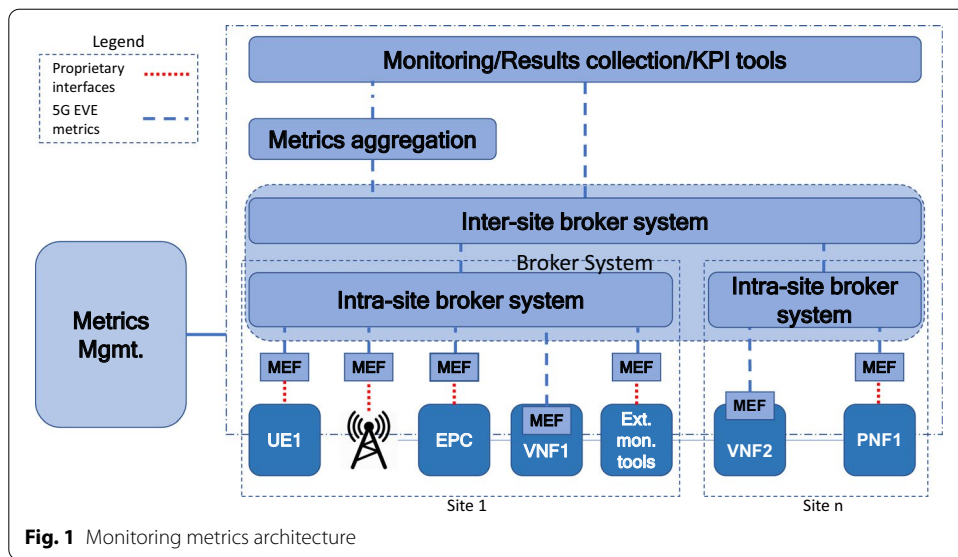 Legend
Proprietary
interfaces
5G EVE
metrics
Monitoring/Results collection/KPI tools
Metrics aggregation
Inter-site broker system
Broker System
Intra-site broker system
Intra-site broker
system
Metrics
Mgmt.
MEF
MEF
MEF
MEF
MEF
UE1
EPC
MEF
VNF1
Ext.
mon.
tools
MEF
VNF2
PNF1
Site 1
Site n
Fig. 1 Monitoring metrics architecture